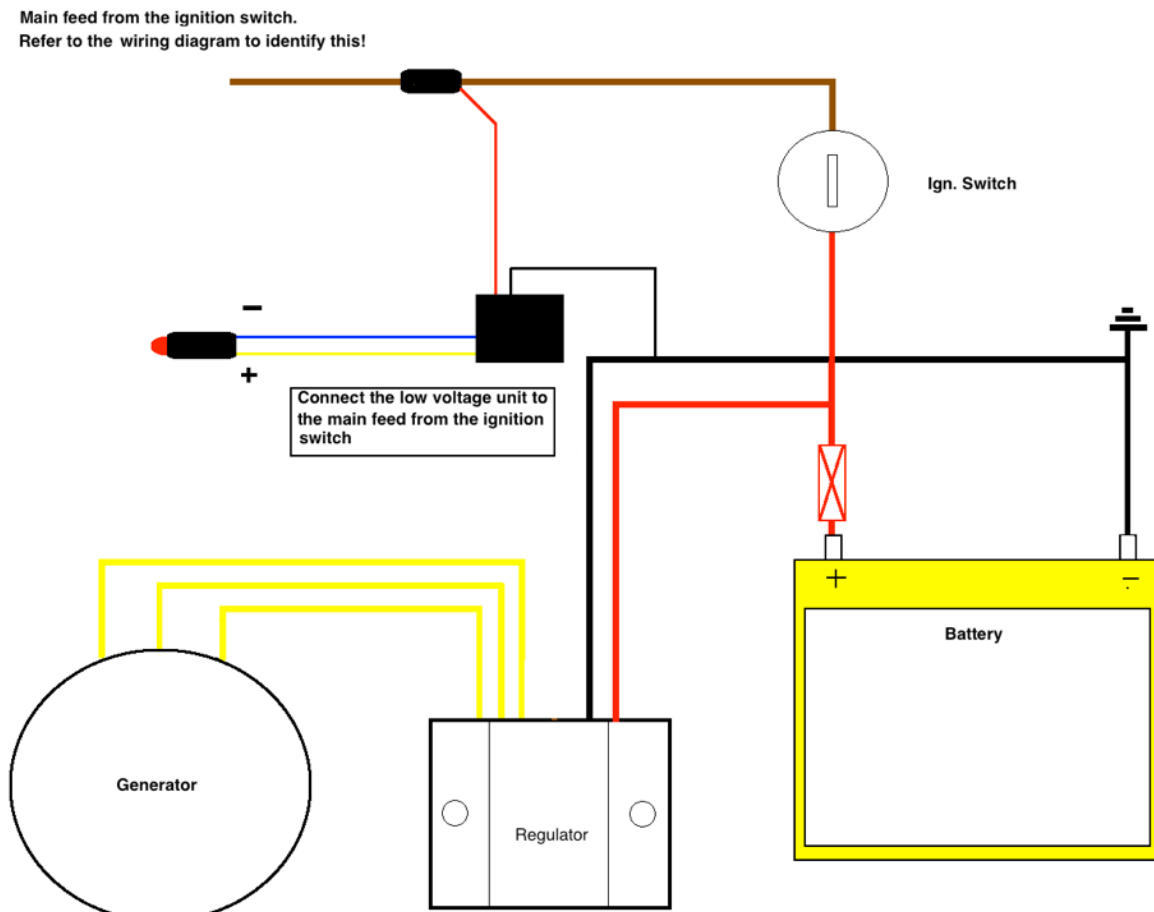 Main feed from the ignition switch.
Refer to the wiring diagram to identify this!
Ign. Switch
−
+
Connect the low voltage unit to
the main feed from the ignition
switch
+
-
Battery
Generator
Regulator